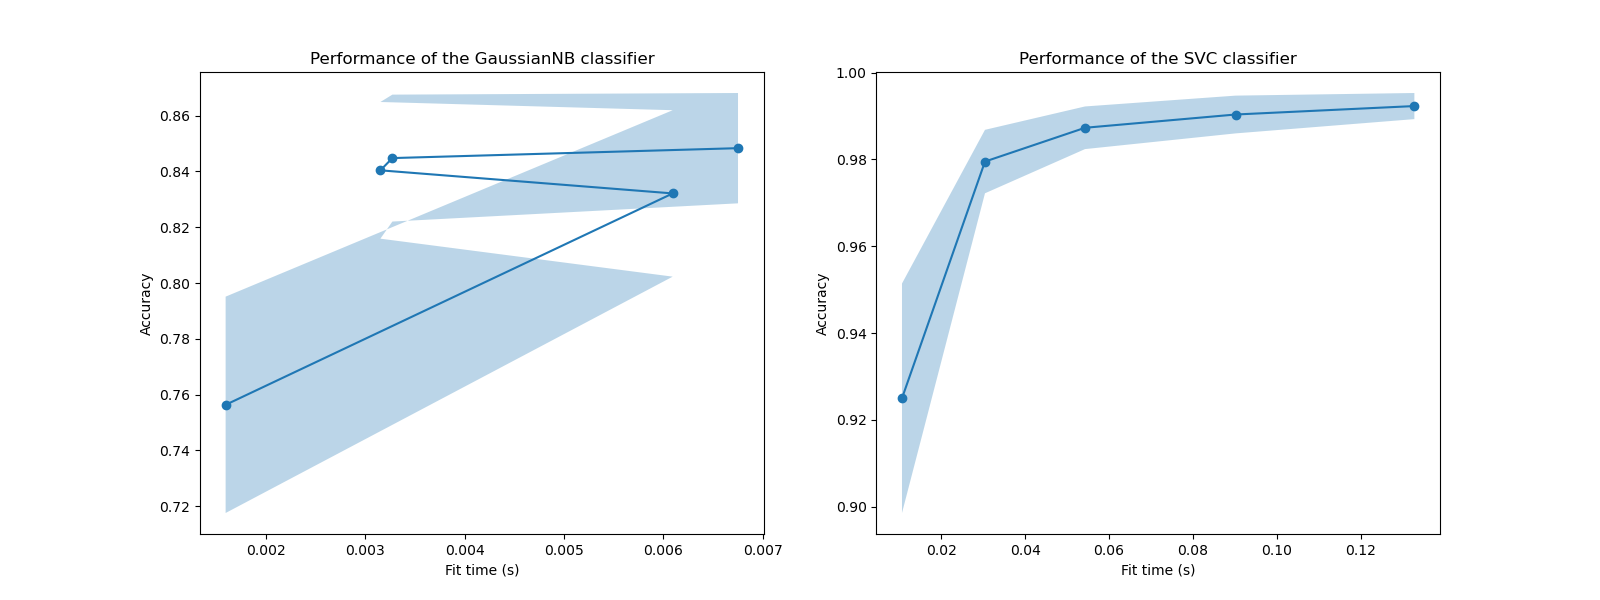 Performance of the GaussianNB classifier
Accuracy
0.86
0.84
0.82
0.80
0.78
0.76
0.74
0.72
0.002 0.003 0.004 0.005 0.006 0.007
Fit time (s)
Performance of the SVC classifier
Accuracy
1.00
0.98
0.96
0.94
0.92
0.90
0.02 0.04 0.06 0.08 0.10 0.12
Fit time (s)